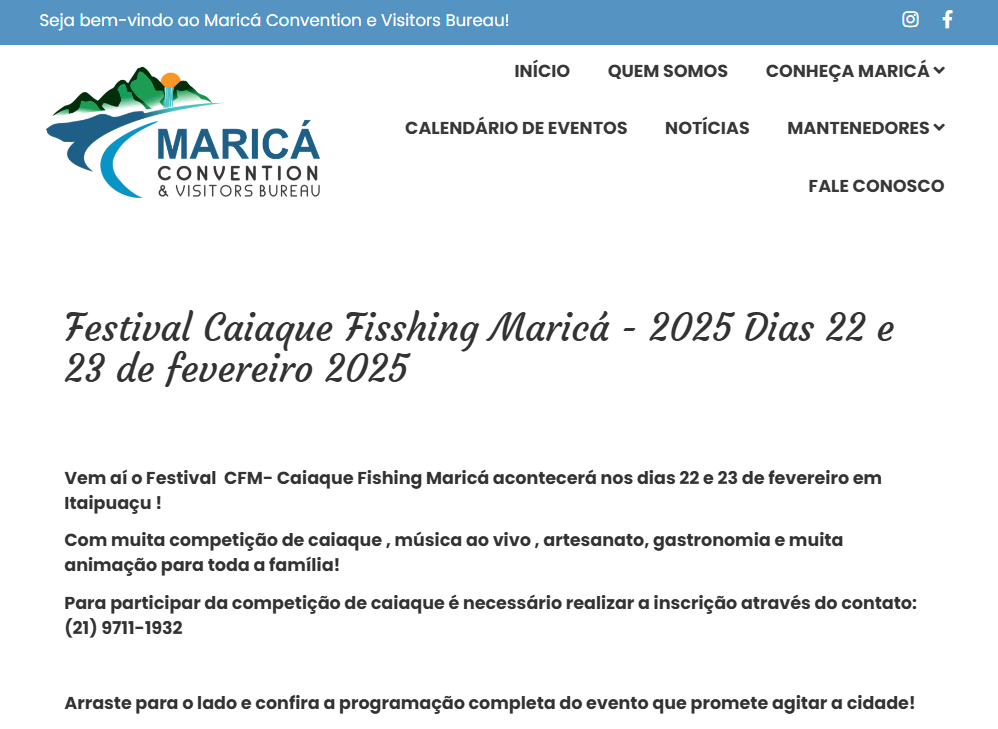 Seja bem-vindo ao Maricá Convention e Visitors Bureau!
INÍCIO QUEM SOMOS CONHEÇA MARICÁ
CALENDÁRIO DE EVENTOS NOTÍCIAS MANTENEDORES
FALE CONOSCO
MARICÁ
CONVENTION
& VISITORS BUREAU
Festival Caiaque Fisshing Maricá - 2025 Dias 22 e
23 de fevereiro 2025
Vem aí o Festival  CFM- Caiaque Fishing Maricá acontecerá nos dias 22 e 23 de fevereiro em
Itaipuaçu !
Com muita competição de caiaque , música ao vivo , artesanato, gastronomia e muita
animação para toda a família!
Para participar da competição de caiaque é necessário realizar a inscrição através do contato:
(21) 9711-1932
Arraste para o lado e confira a programação completa do evento que promete agitar a cidade!